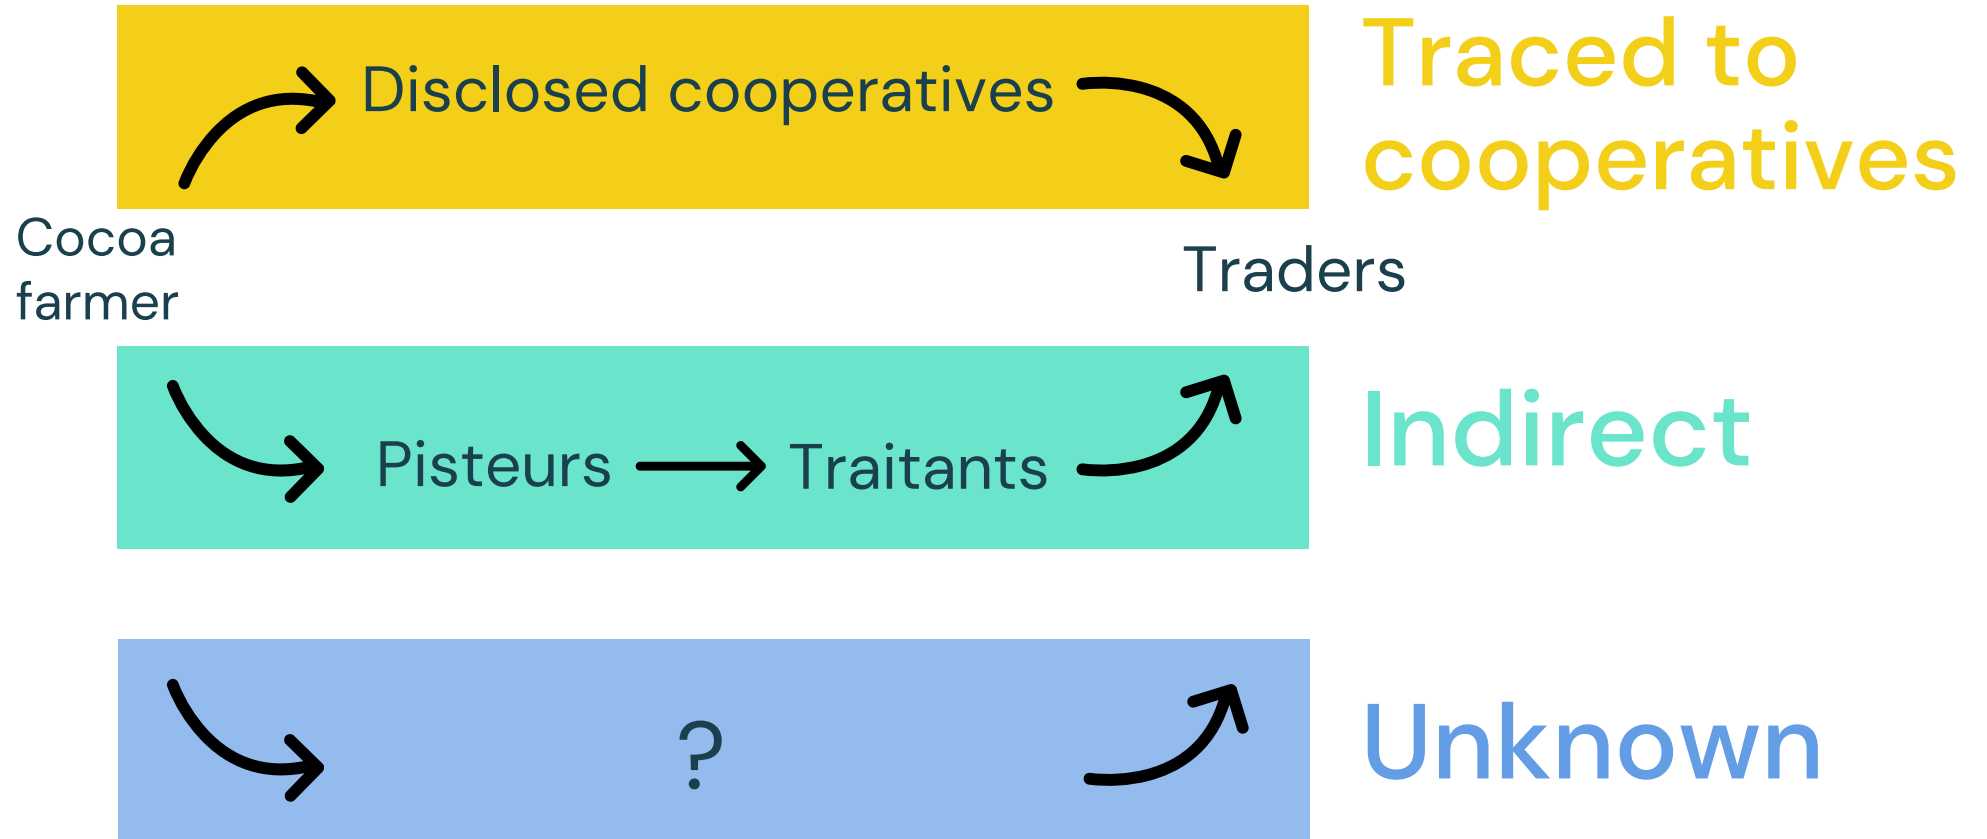 Disclosed cooperatives
Traced to
cooperatives
Cocoa
farmer
Traders
Pisteurs
Traitants
Indirect
?
Unknown